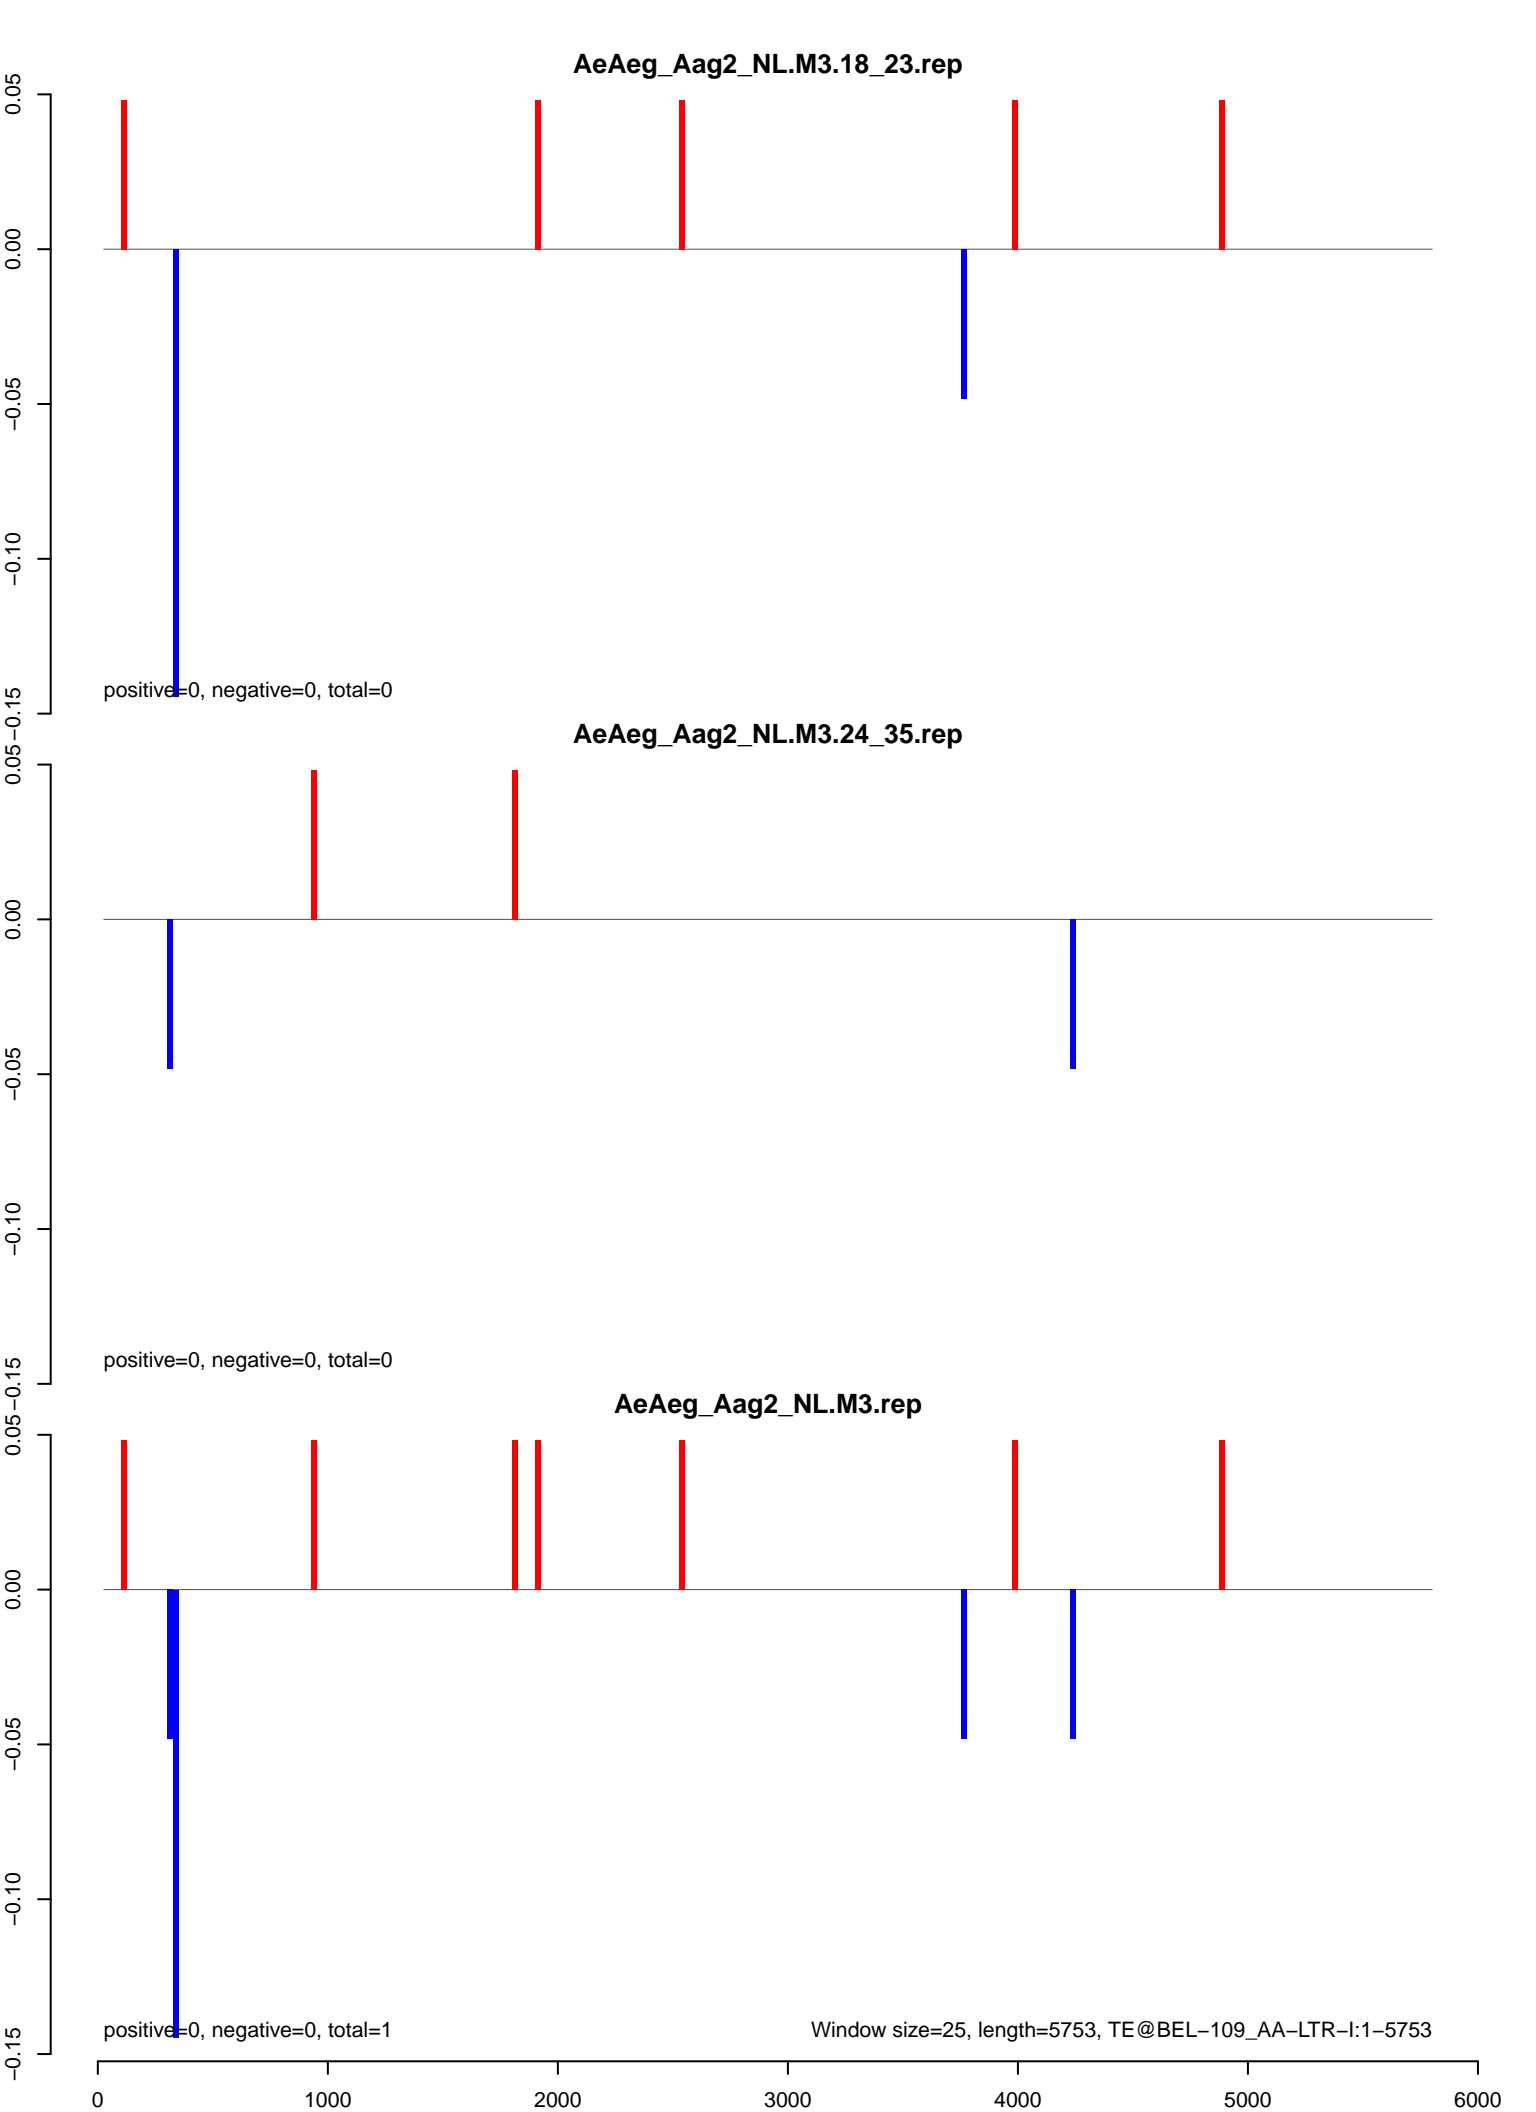 AeAeg_Aag2_NL.M3.18_23.rep
0.05
0.00
−0.05
−0.10
−0.15
positive=0, negative=0, total=0
AeAeg_Aag2_NL.M3.24_35.rep
0.05
0.00
−0.05
−0.10
−0.15
positive=0, negative=0, total=0
AeAeg_Aag2_NL.M3.rep
0.05
0.00
−0.05
−0.10
−0.15
positive=0, negative=0, total=1
Window size=25, length=5753, TE@BEL−109_AA−LTR−I:1−5753
0 1000 2000 3000 4000 5000 6000